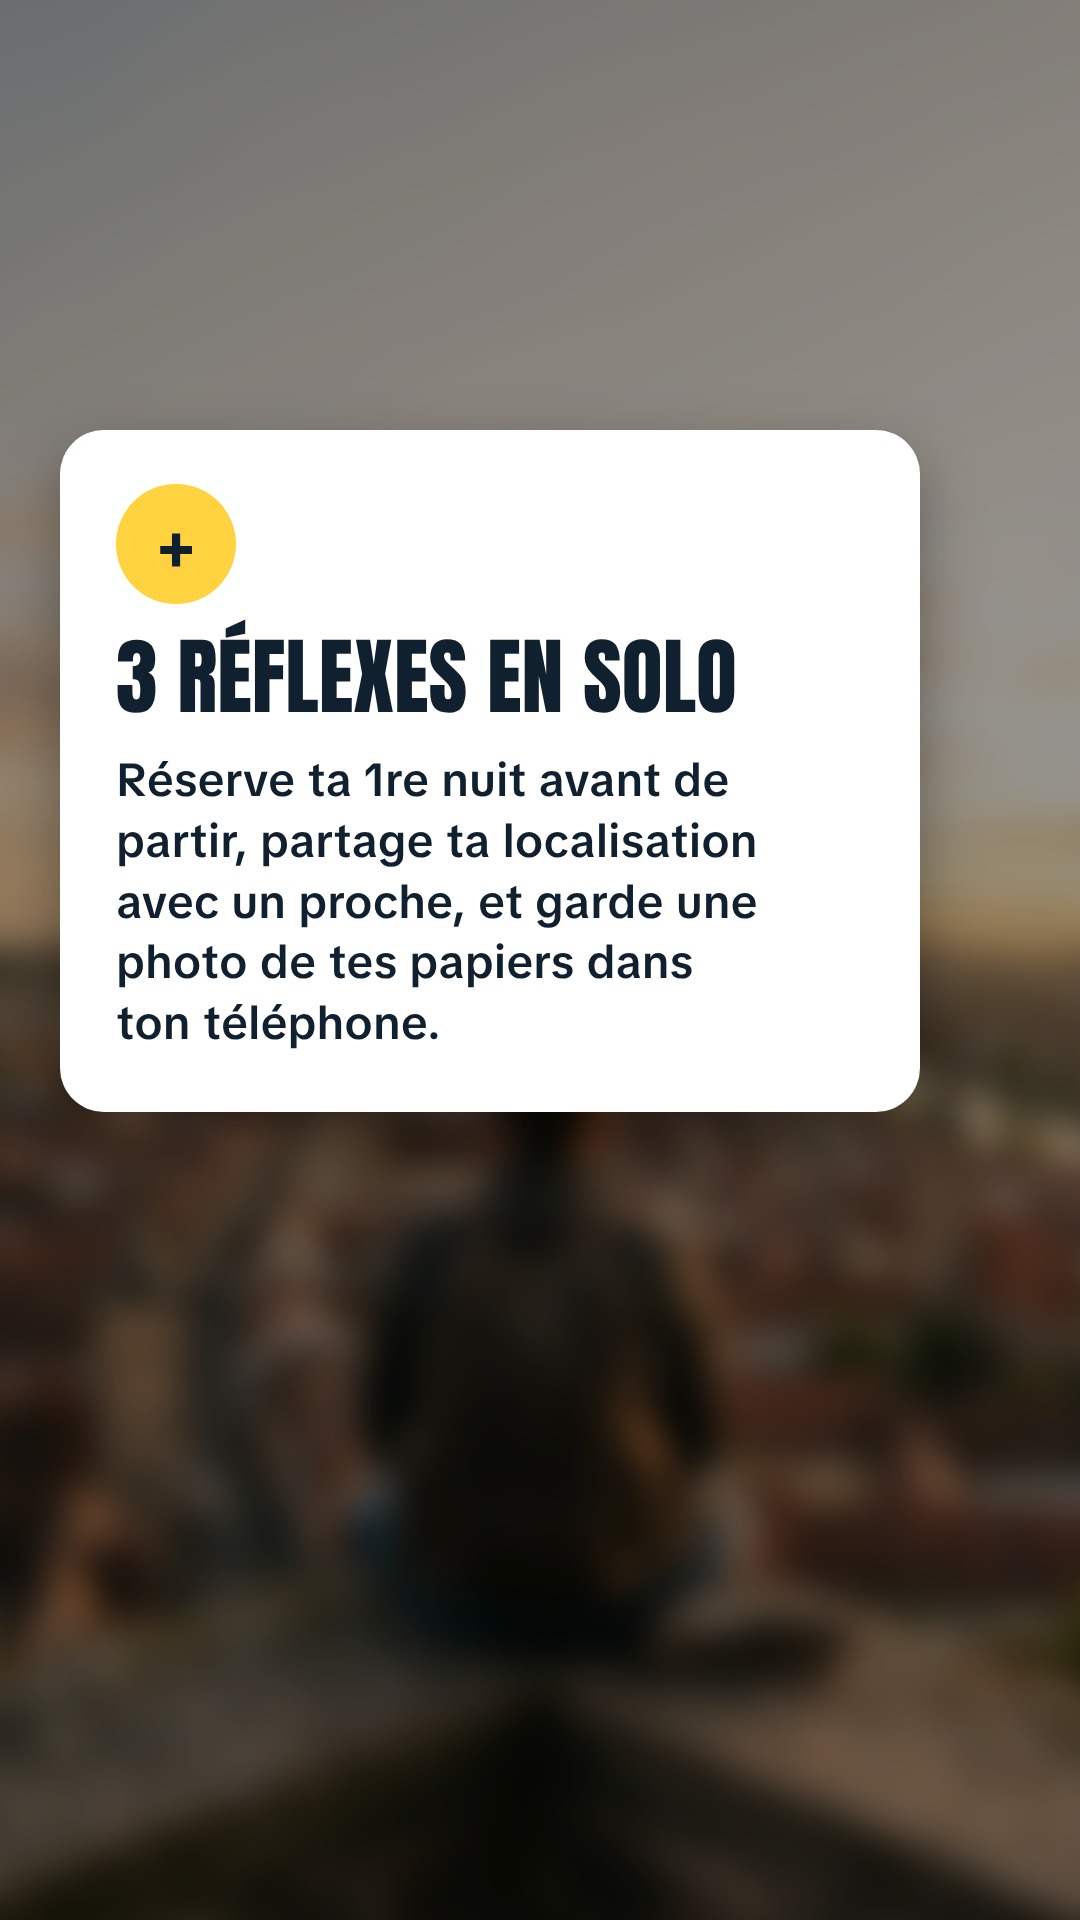 +
3 RÉFLEXES EN SOLO
Réserve ta 1re nuit avant de
partir, partage ta localisation
avec un proche, et garde une
photo de tes papiers dans
ton téléphone.